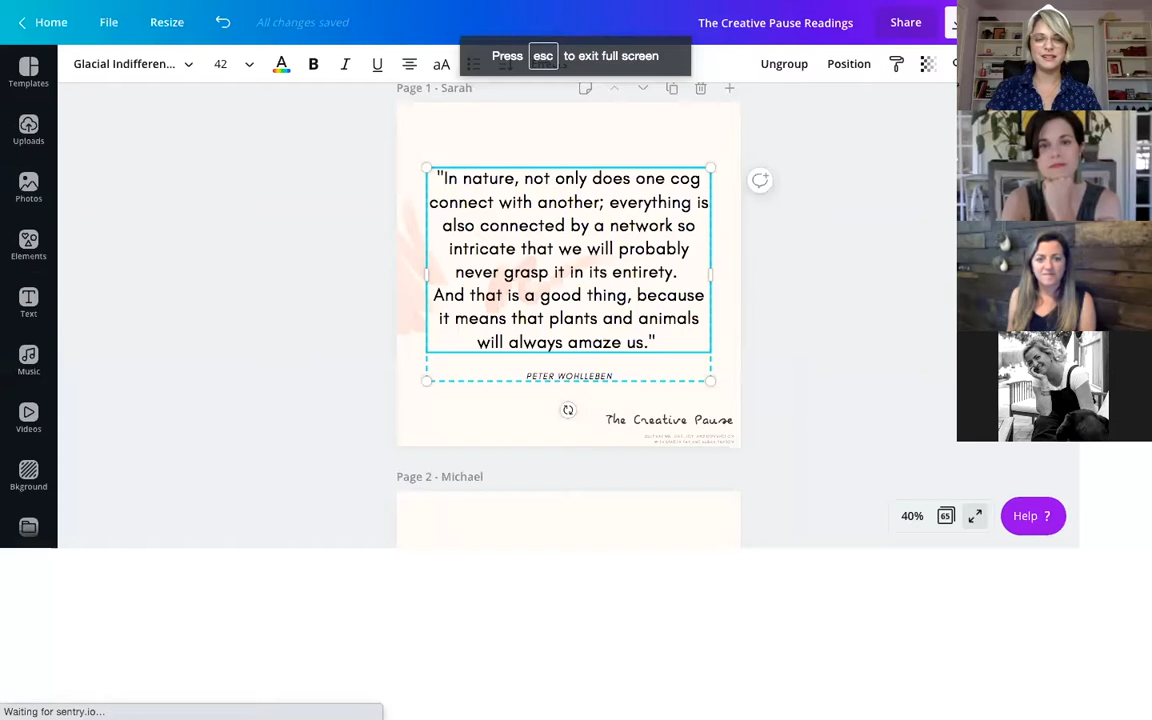 Home File Resize All changes saved The Creative Pause Readings Share
Press esc to exit full screen
Glacial Indifferen... 42 A B I U aA Ungroup Position
Templates
Uploads
Photos
Elements
Text
Music
Videos
Bkground
Page 1 - Sarah
"In nature, not only does one cog
connect with another; everything is
also connected by a network so
intricate that we will probably
never grasp it in its entirety.
And that is a good thing, because
it means that plants and animals
will always amaze us."
PETER WOHLLEBEN
The Creative Pause
Page 2 - Michael
40% 65 Help ?
Waiting for sentry.io...